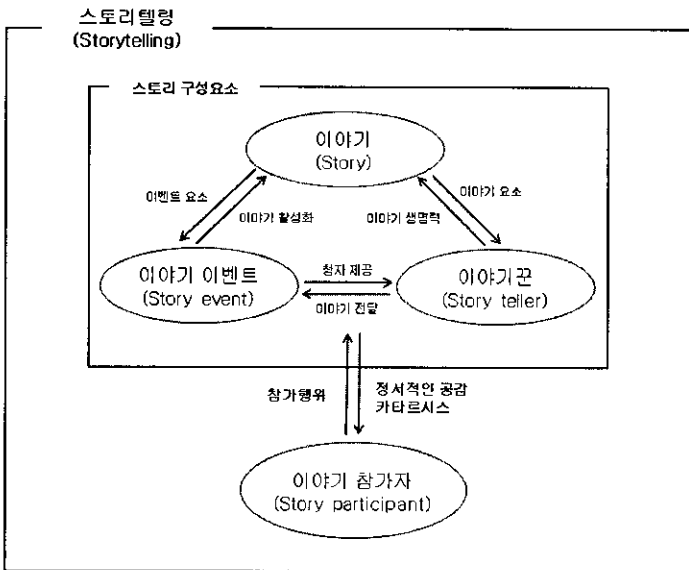 스토리텔링
(Storytelling)
스토리 구성요소
이야기
(Story)
이벤트 요소
이야기 활성화
이야기 생명력
이야기 요소
이야기 이벤트
(Story event)
청자 제공
이야기 전달
이야기꾼
(Story teller)
참가행위
정서적인 공감
카타르시스
이야기 참가자
(Story participant)